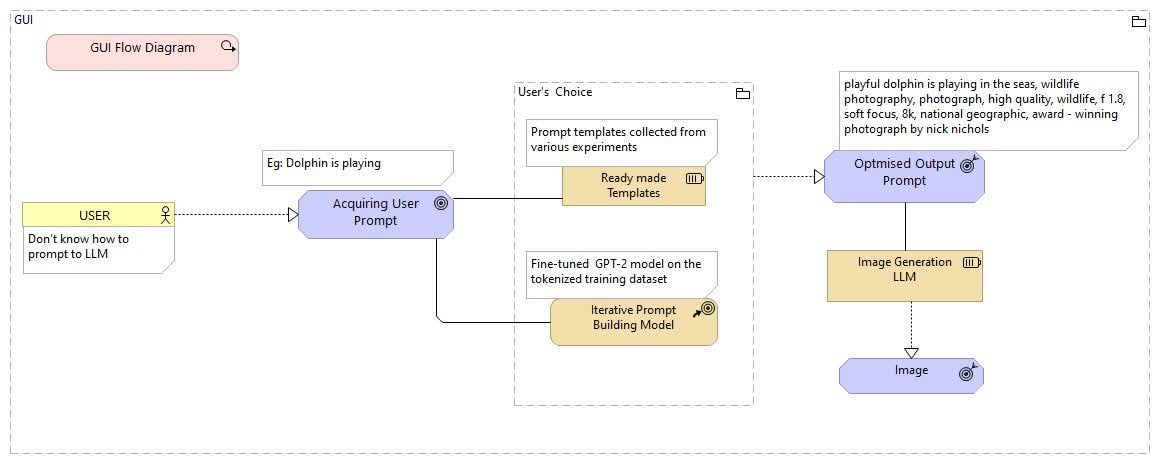 GUI
GUI Flow Diagram
User's Choice
playful dolphin is playing in the seas, wildlife
photography, photograph, high quality, wildlife, f 1.8,
soft focus, 8k, national geographic, award - winning
photograph by nick nichols
Prompt templates collected from
various experiments
Eg: Dolphin is playing
Optmised Output
Prompt
Ready made
Templates
Acquiring User
Prompt
USER
Don't know how to
prompt to LLM
Fine-tuned GPT-2 model on the
tokenized training dataset
Image Generation
LLM
Iterative Prompt
Building Model
Image